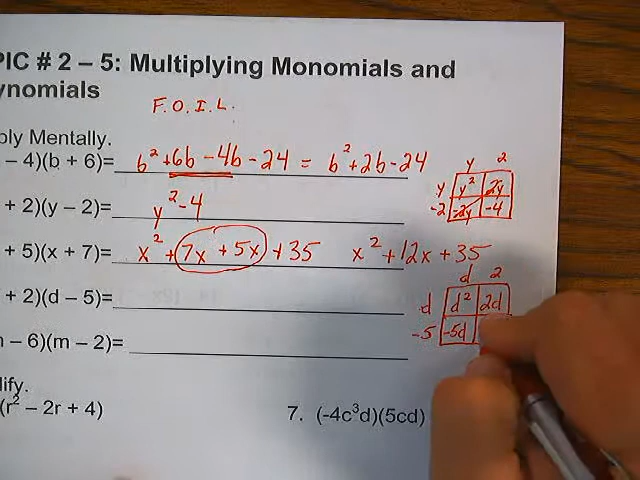 PIC # 2 – 5: Multiplying Monomials and
ynomials
F.O.I.L.
ply Mentally.
– 4)(b + 6)= b² + 6b – 4b – 24 = b² + 2b – 24
y 2
y y² 2y
-2 -2y -4
+ 2)(y – 2)= y² – 4
+ 5)(x + 7)= x² + 7x + 5x + 35 x² + 12x + 35
d 2
d d² 2d
-5 -5d
+ 2)(d – 5)=
– 6)(m – 2)=
lify.
(r² – 2r + 4)
7. (-4c³d)(5cd)